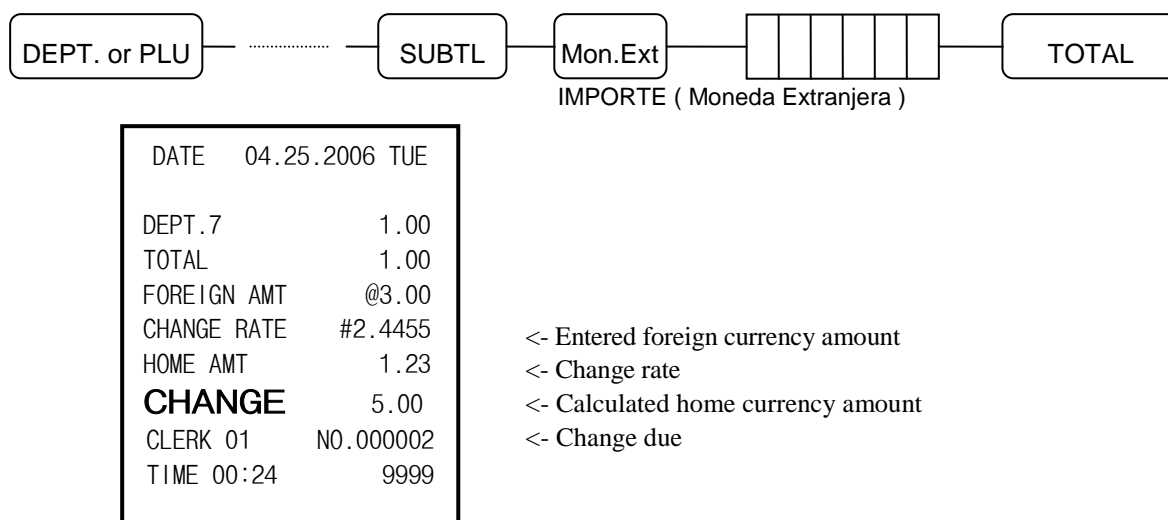 DEPT. or PLU SUBTL Mon.Ext TOTAL
IMPORTE ( Moneda Extranjera )
DATE 04.25.2006 TUE
DEPT.7 1.00
TOTAL 1.00
FOREIGN AMT @3.00
CHANGE RATE #2.4455
HOME AMT 1.23
CHANGE 5.00
CLERK 01 NO.000002
TIME 00:24 9999
<- Entered foreign currency amount
<- Change rate
<- Calculated home currency amount
<- Change due